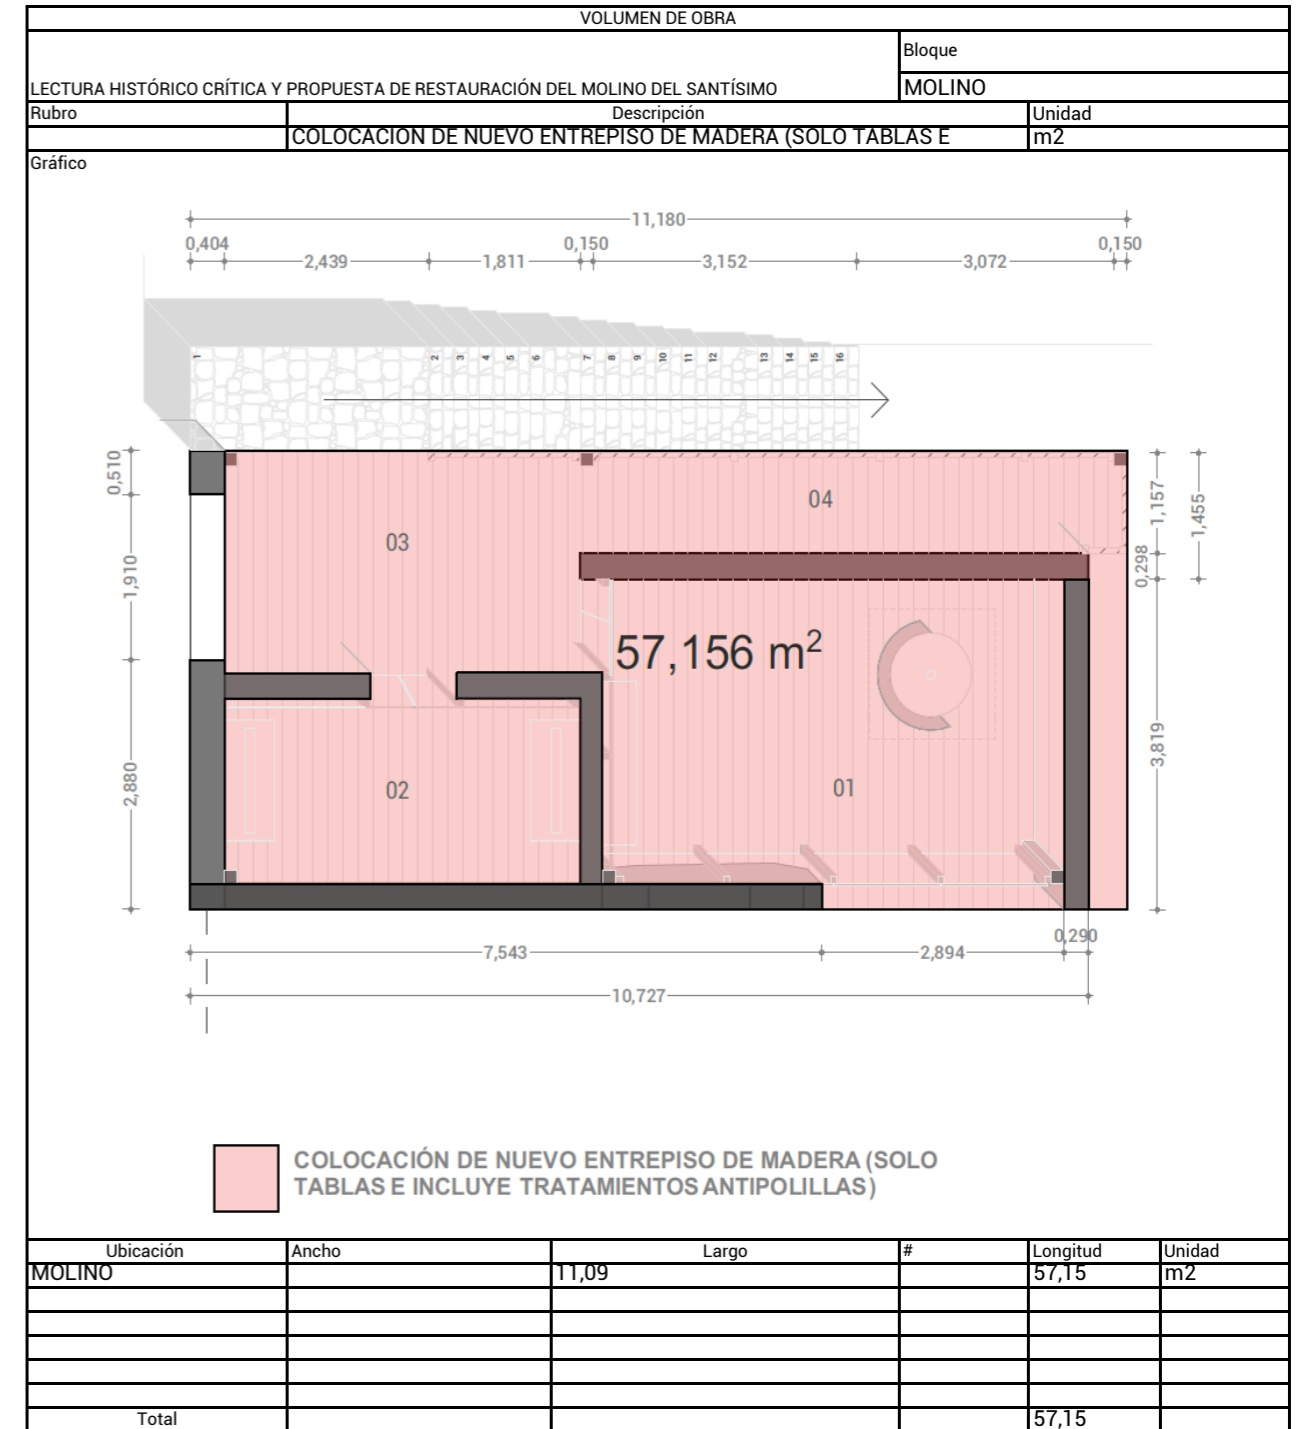 VOLUMEN DE OBRA
Bloque
LECTURA HISTÓRICO CRÍTICA Y PROPUESTA DE RESTAURACIÓN DEL MOLINO DEL SANTÍSIMO
MOLINO
Rubro Descripción Unidad
COLOCACIÓN DE NUEVO ENTREPISO DE MADERA (SOLO TABLAS E m2
Gráfico
11,180
0,404 0,150 0,150
2,439 1,811 3,152 3,072
1 2 3 4 5 6 7 8 9 10 11 12 13 14 15 16
0,510
1,157
1,455
04
03
1,910
0,298
57,156 m²
3,819
2,880
02
01
0,290
7,543 2,894
10,727
COLOCACIÓN DE NUEVO ENTREPISO DE MADERA (SOLO
TABLAS E INCLUYE TRATAMIENTOS ANTIPOLILLAS)
Ubicación Ancho Largo # Longitud Unidad
MOLINO 11,09 57,15 m2
Total 57,15